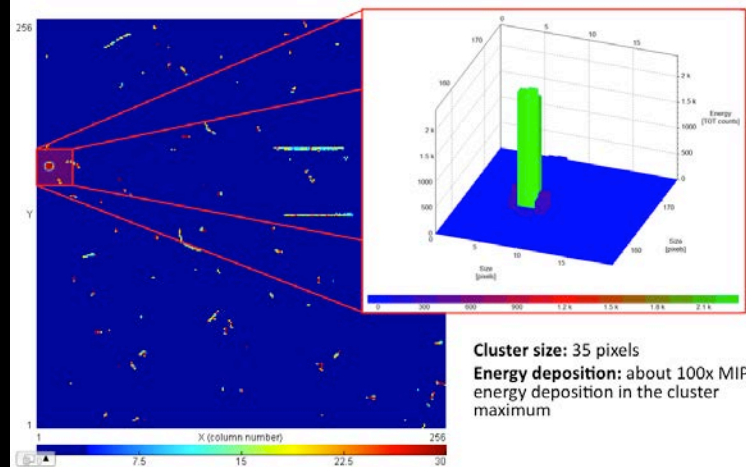 256
Y
1
1
X (column number)
256
7.5
15
22.5
30
0
5
10
15
170
160
2 k
1.5 k
1000
500
0
Energy
[TOT counts]
2 k
1.5 k
1000
500
0
0
5
10
15
160
170
Size
[pixels]
Size
[pixels]
0
300
600
900
1.2 k
1.5 k
1.8 k
2.1 k
Cluster size: 35 pixels
Energy deposition: about 100x MIP
energy deposition in the cluster
maximum